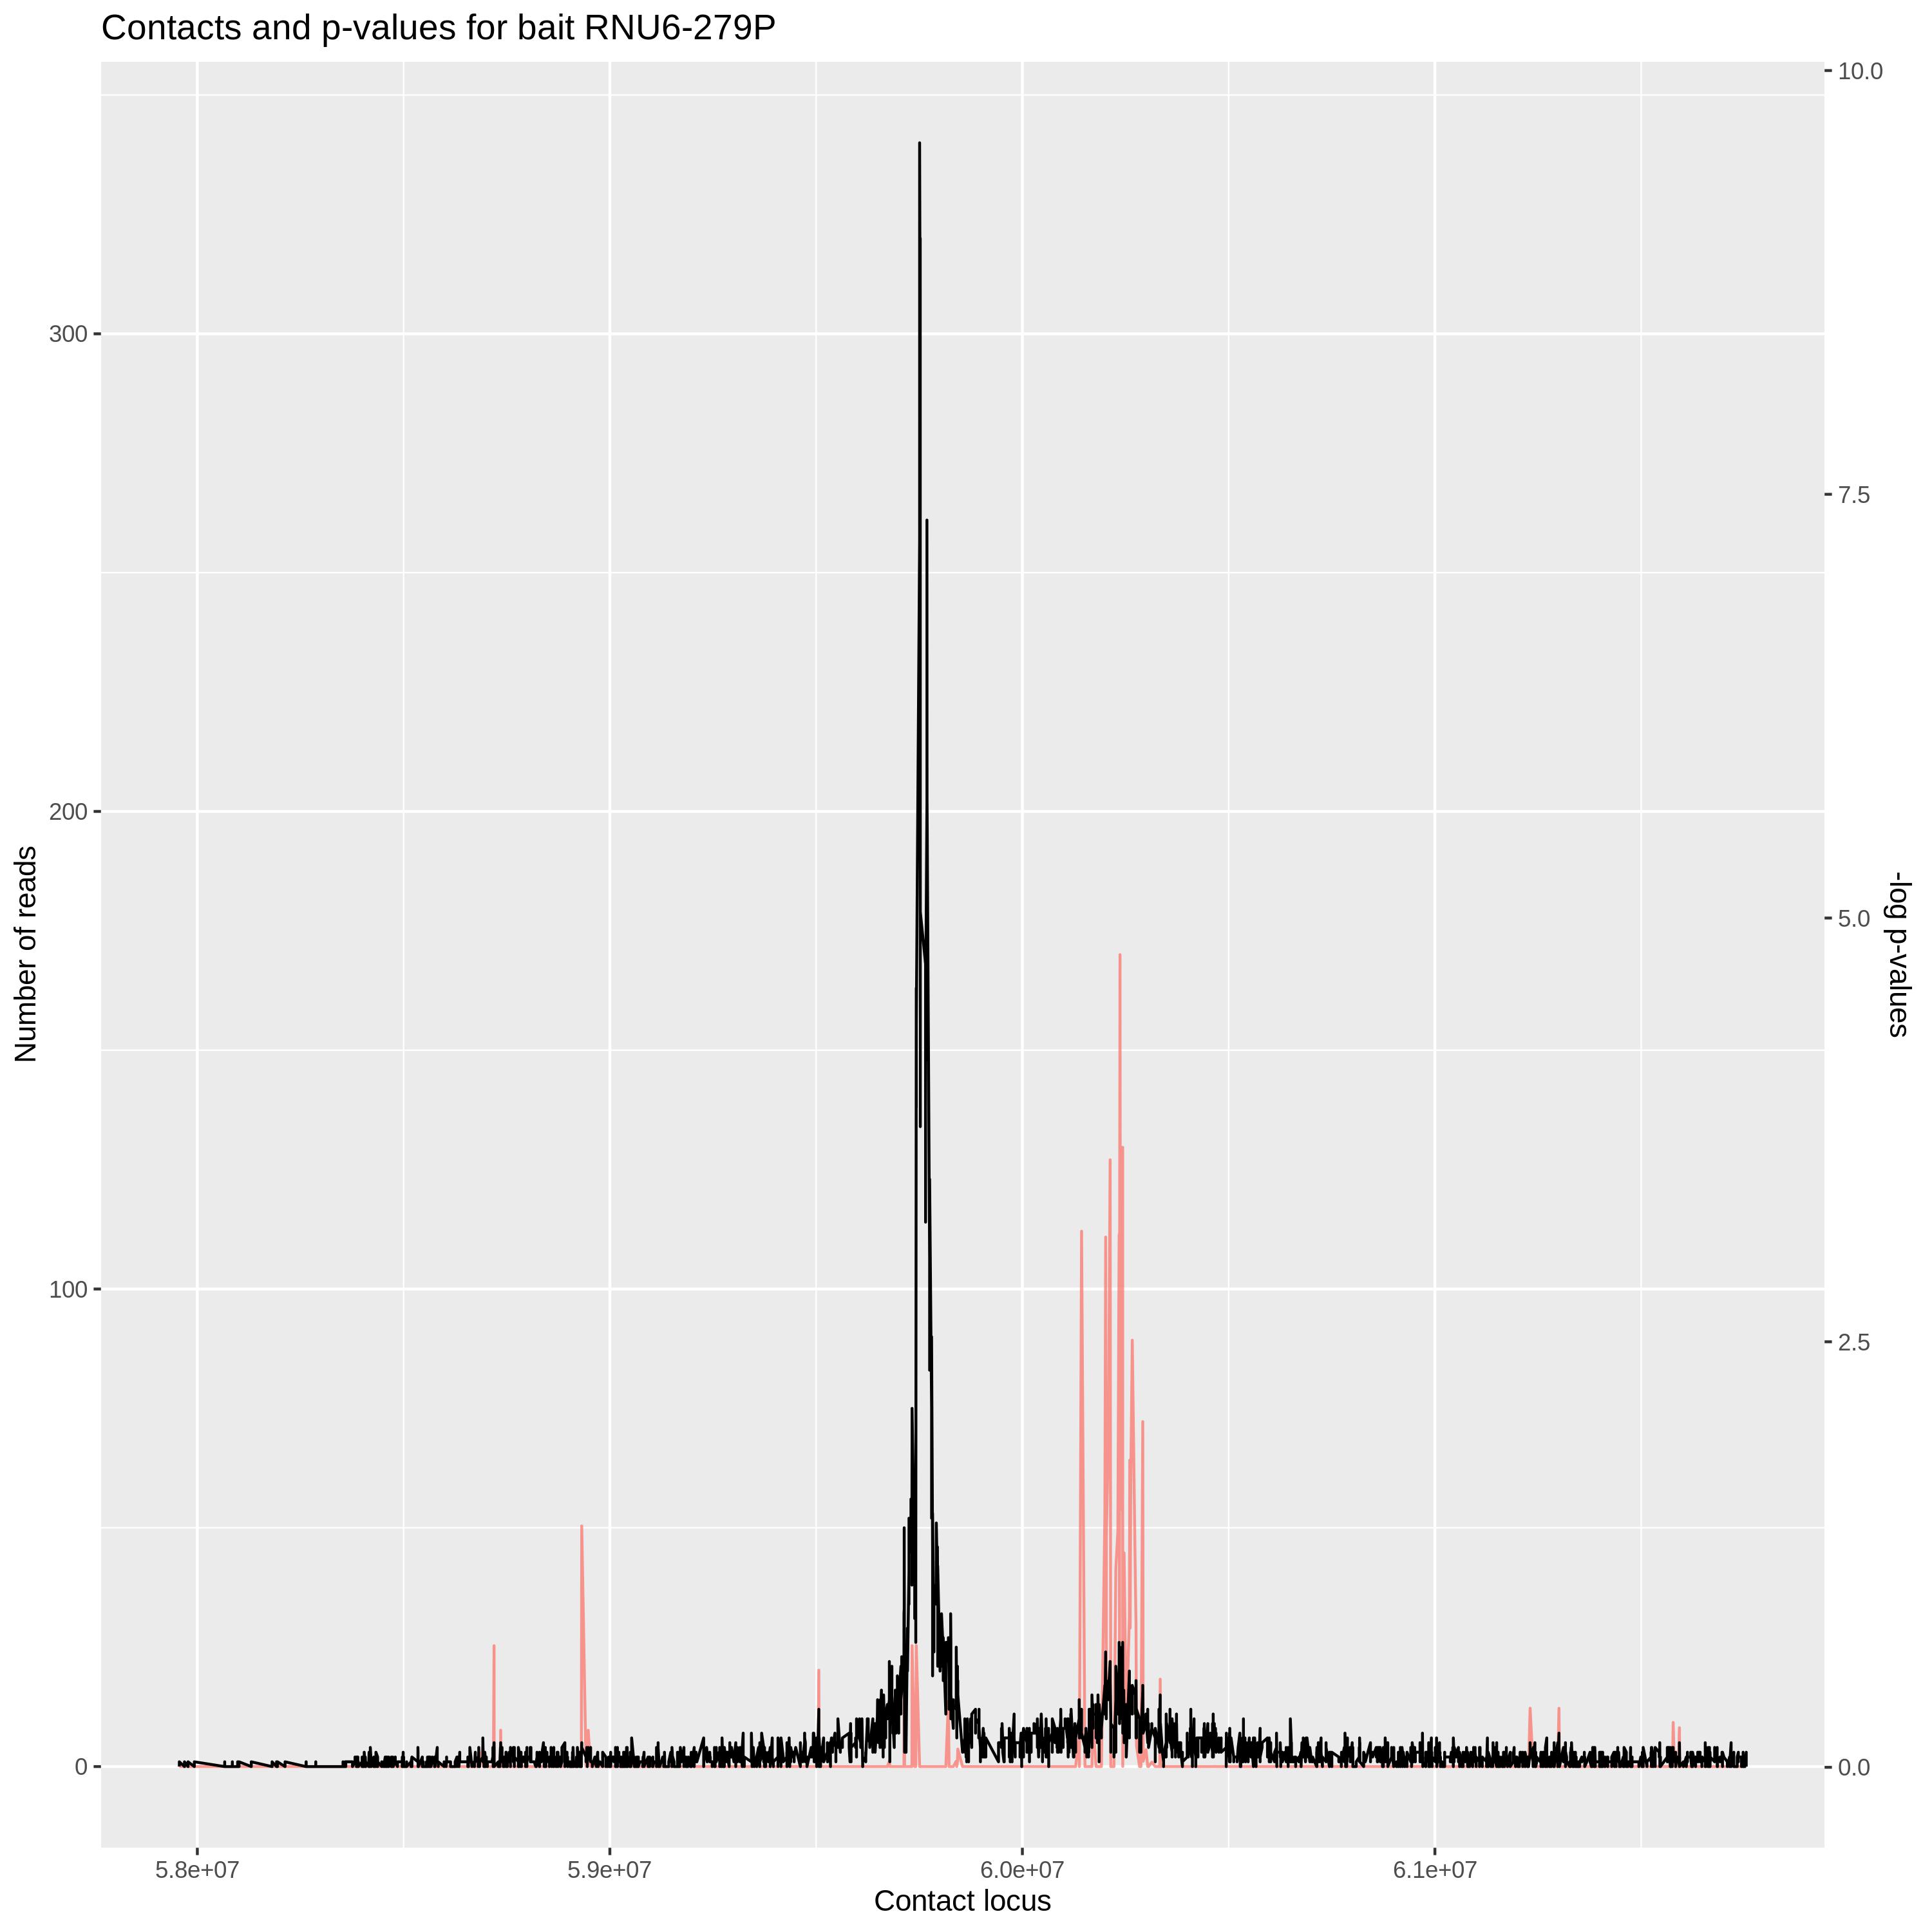 Contacts and p-values for bait RNU6-279P
10.0
300
7.5
200
5.0
Number of reads
-log p-values
100
2.5
0
0.0
5.8e+07
5.9e+07
6.0e+07
6.1e+07
Contact locus